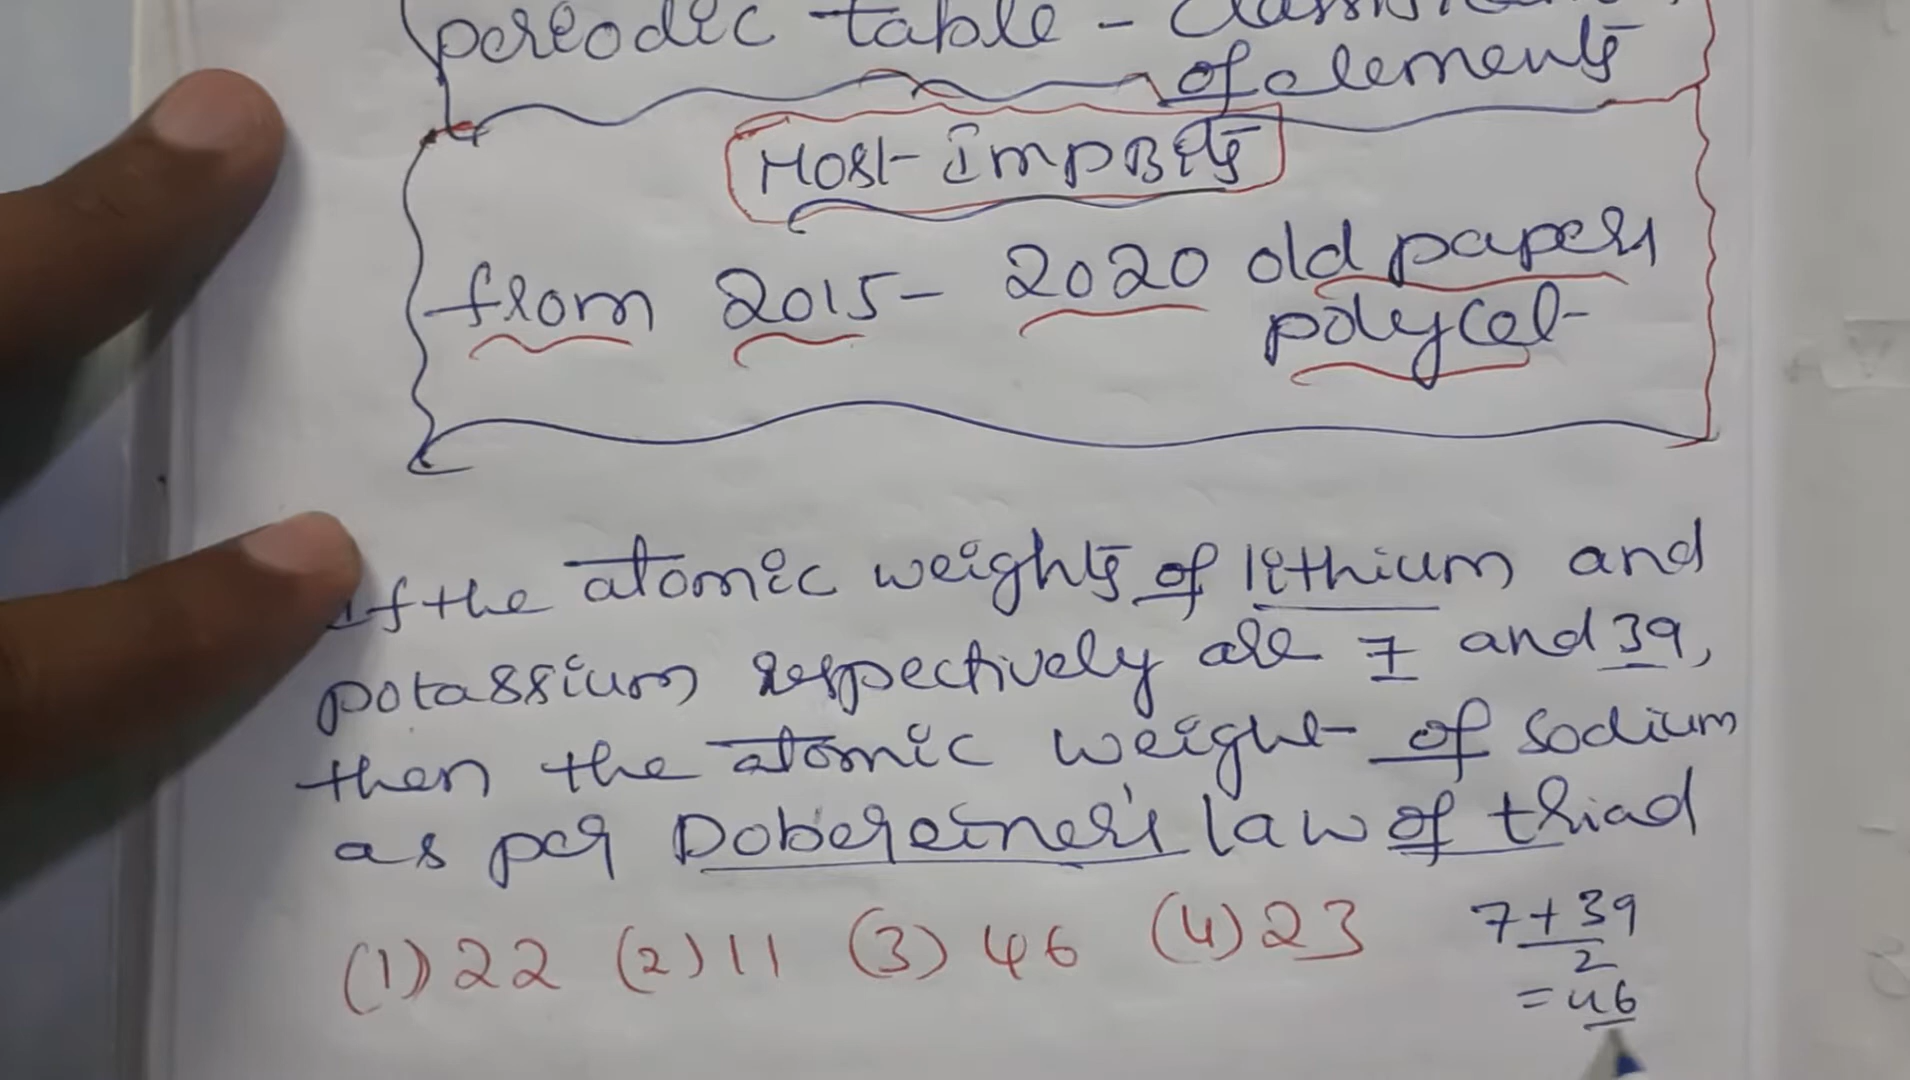 periodic table - Classification
of elements
Most Imp Bits
from 2015 - 2020 old papers
polycet
If the atomic weights of lithium and
potassium respectively are 7 and 39,
then the atomic weight of sodium
as per Dobereiner's law of triad
(1) 22 (2) 11 (3) 46 (4) 23
7+39
2
= 46